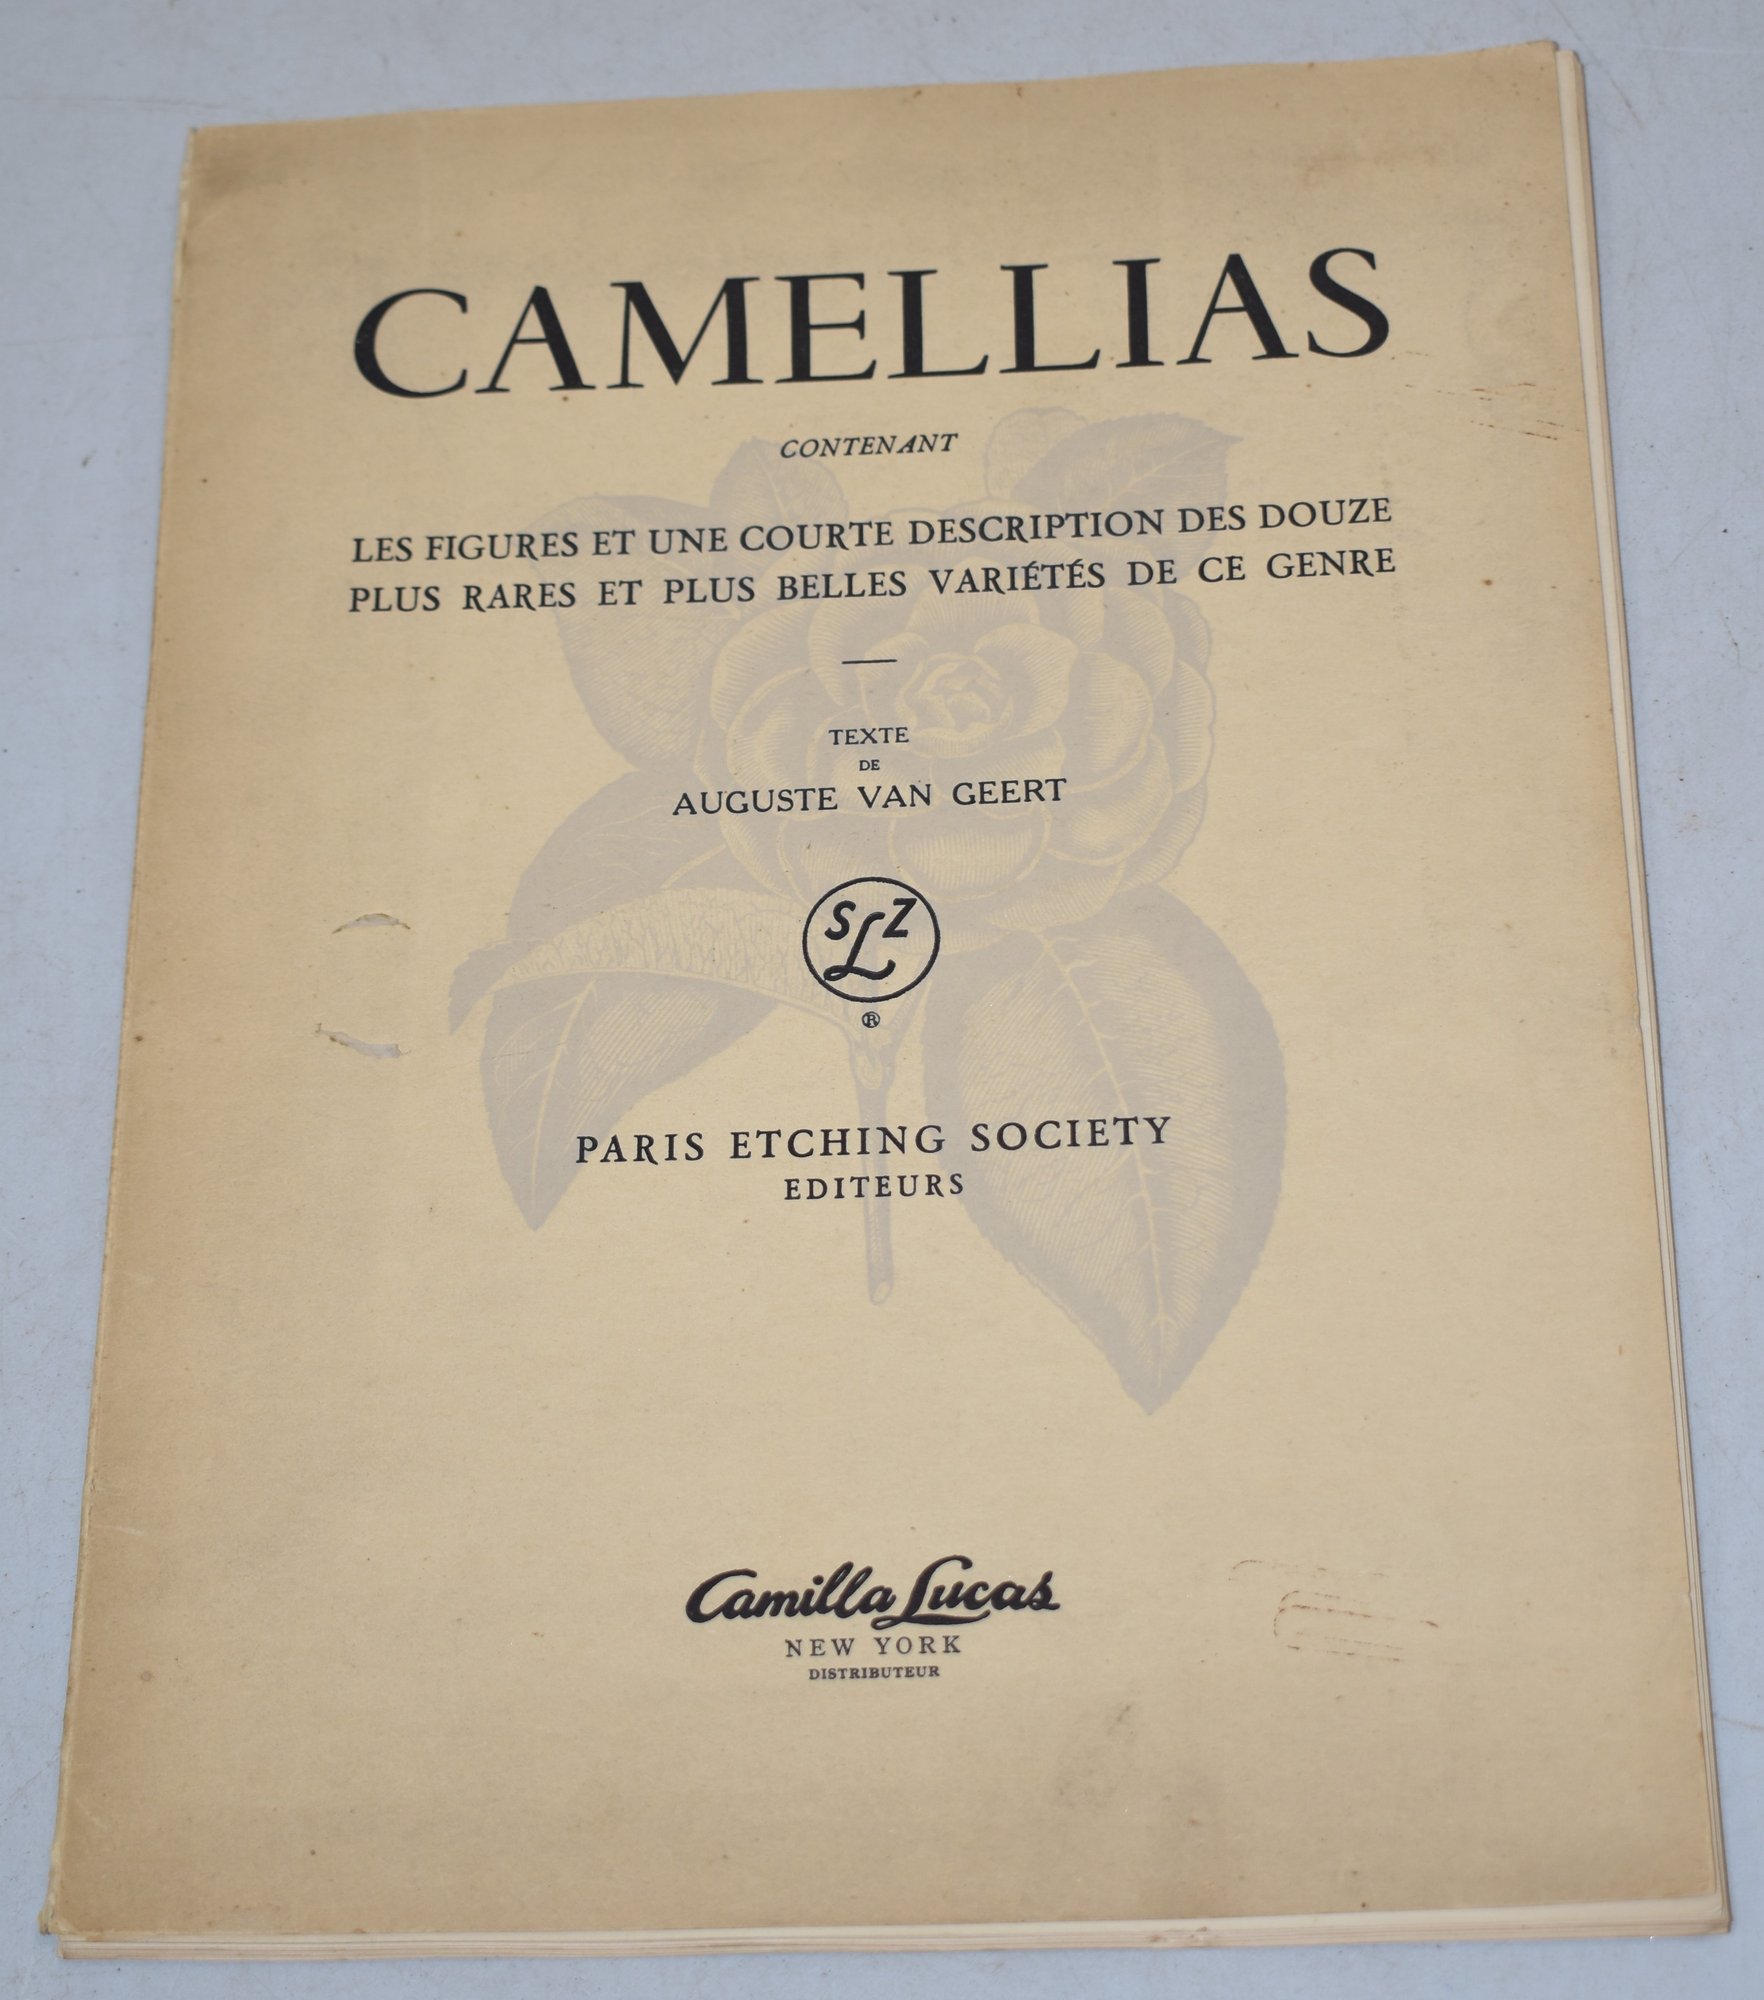 CAMELLIAS
CONTENANT
LES FIGURES ET UNE COURTE DESCRIPTION DES DOUZE
PLUS RARES ET PLUS BELLES VARIÉTÉS DE CE GENRE
TEXTE
DE
AUGUSTE VAN GEERT
SLZ
®
PARIS ETCHING SOCIETY
EDITEURS
Camilla Lucas
NEW YORK
DISTRIBUTEUR